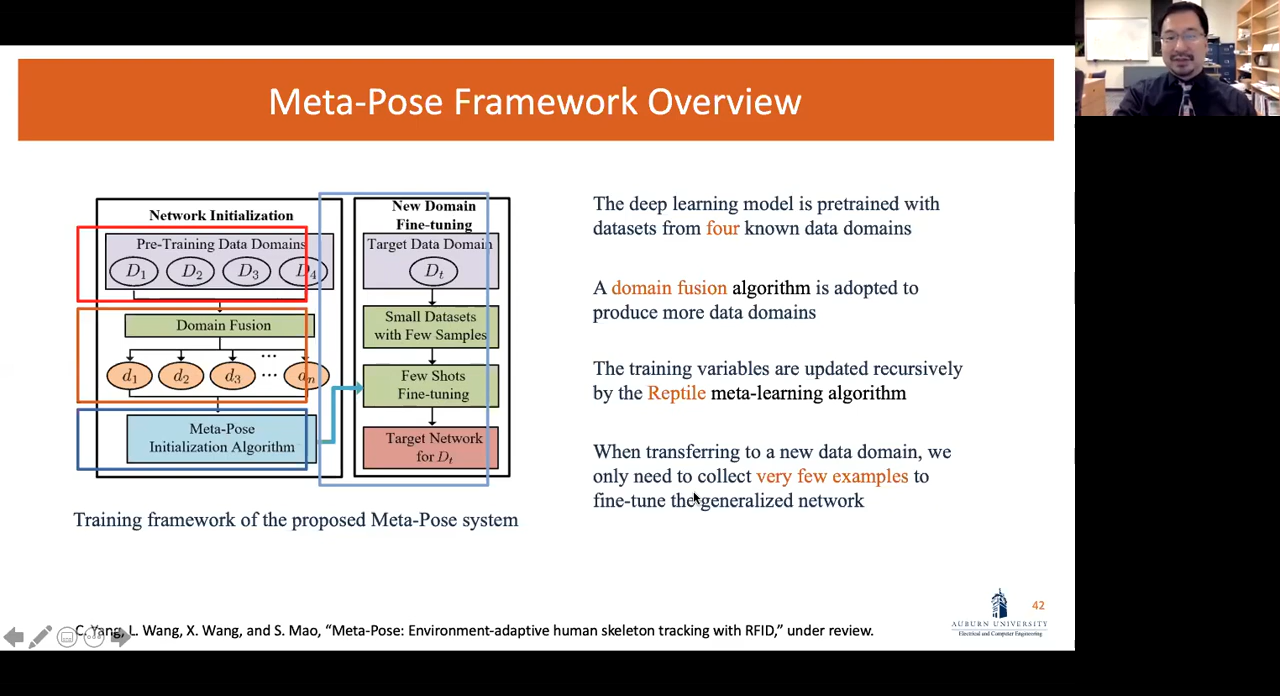 Meta-Pose Framework Overview
Network Initialization
Pre-Training Data Domains
D1 D2 D3 D4
Domain Fusion
...
d1 d2 d3 ... dn
Meta-Pose
Initialization Algorithm
New Domain
Fine-tuning
Target Data Domain
Dt
Small Datasets
with Few Samples
Few Shots
Fine-tuning
Target Network
for Dt
Training framework of the proposed Meta-Pose system
The deep learning model is pretrained with
datasets from four known data domains
A domain fusion algorithm is adopted to
produce more data domains
The training variables are updated recursively
by the Reptile meta-learning algorithm
When transferring to a new data domain, we
only need to collect very few examples to
fine-tune the generalized network
C. Yang, L. Wang, X. Wang, and S. Mao, “Meta-Pose: Environment-adaptive human skeleton tracking with RFID,” under review.
42
AUBURN UNIVERSITY
Electrical and Computer Engineering